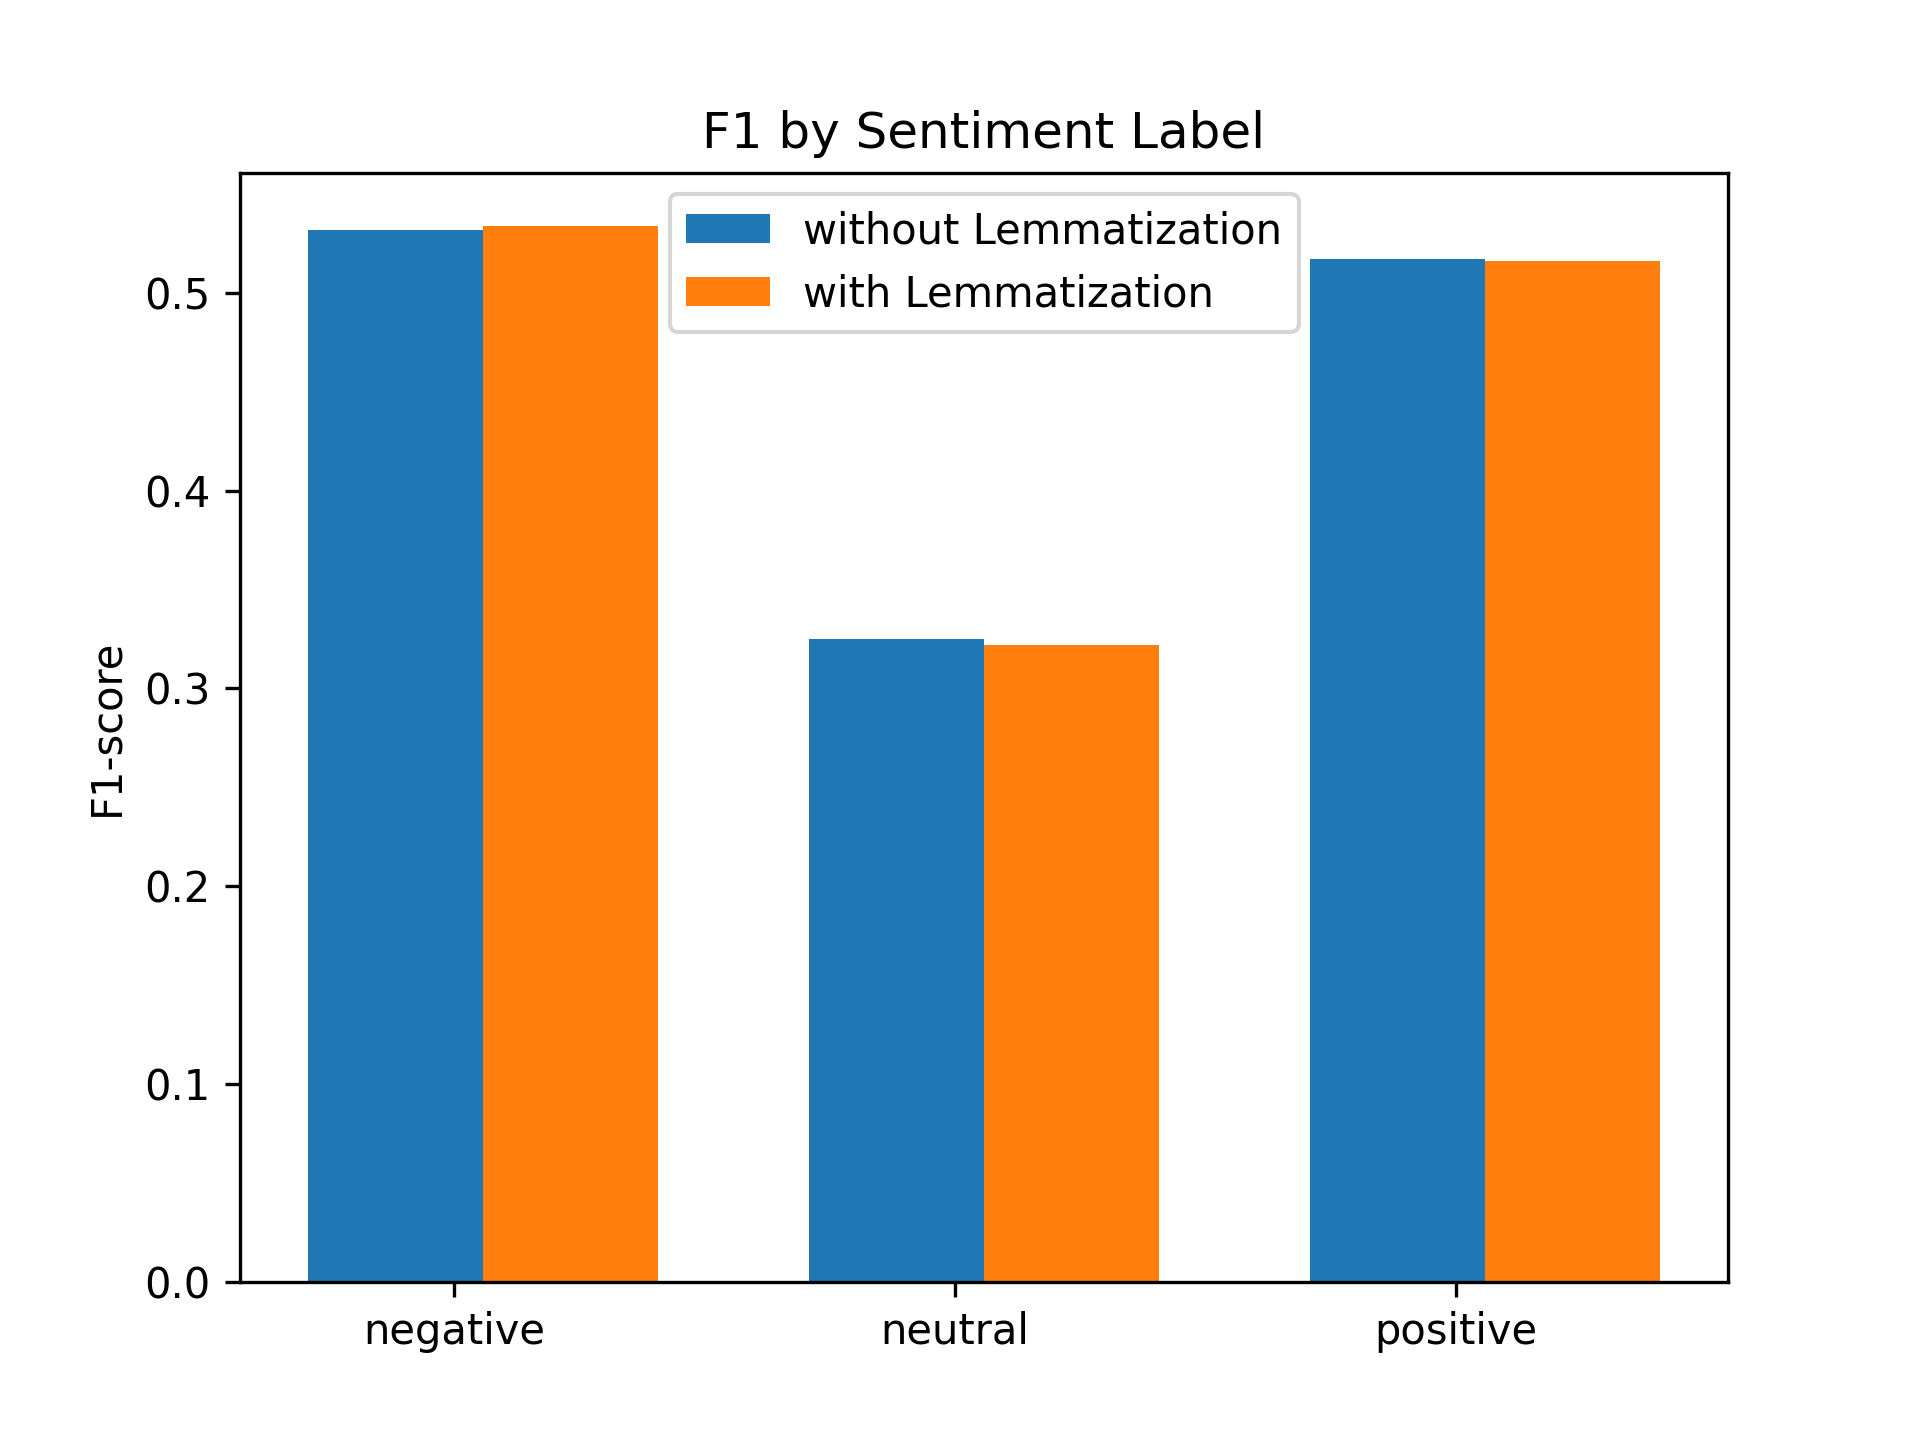 F1 by Sentiment Label
without Lemmatization
with Lemmatization
F1-score
0.5
0.4
0.3
0.2
0.1
0.0
negative neutral positive